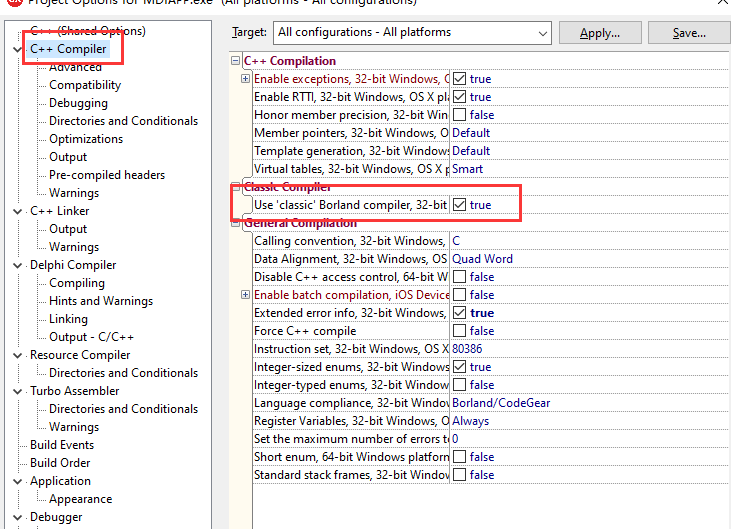 Project Options for MDIAPP.exe (All platforms - All configurations)
C++ (Shared Options)
C++ Compiler
Advanced
Compatibility
Debugging
Directories and Conditionals
Optimizations
Output
Pre-compiled headers
Warnings
C++ Linker
Output
Warnings
Delphi Compiler
Compiling
Hints and Warnings
Linking
Output - C/C++
Resource Compiler
Directories and Conditionals
Turbo Assembler
Directories and Conditionals
Warnings
Build Events
Build Order
Application
Appearance
Debugger
Target: All configurations - All platforms Apply... Save...
C++ Compilation
Enable exceptions, 32-bit Windows, true
Enable RTTI, 32-bit Windows, OS X pl true
Honor member precision, 32-bit Win false
Member pointers, 32-bit Windows, O Default
Template generation, 32-bit Windows Default
Virtual tables, 32-bit Windows, OS X p Smart
Classic Compiler
Use 'classic' Borland compiler, 32-bit true
General Compilation
Calling convention, 32-bit Windows, C
Data Alignment, 32-bit Windows, OS Quad Word
Disable C++ access control, 64-bit W false
Enable batch compilation, iOS Device false
Extended error info, 32-bit Windows, true
Force C++ compile false
Instruction set, 32-bit Windows, OS X 80386
Integer-sized enums, 32-bit Windows true
Integer-typed enums, 32-bit Windows false
Language compliance, 32-bit Window Borland/CodeGear
Register Variables, 32-bit Windows, O Always
Set the maximum number of errors t 0
Short enum, 64-bit Windows platform false
Standard stack frames, 32-bit Window false